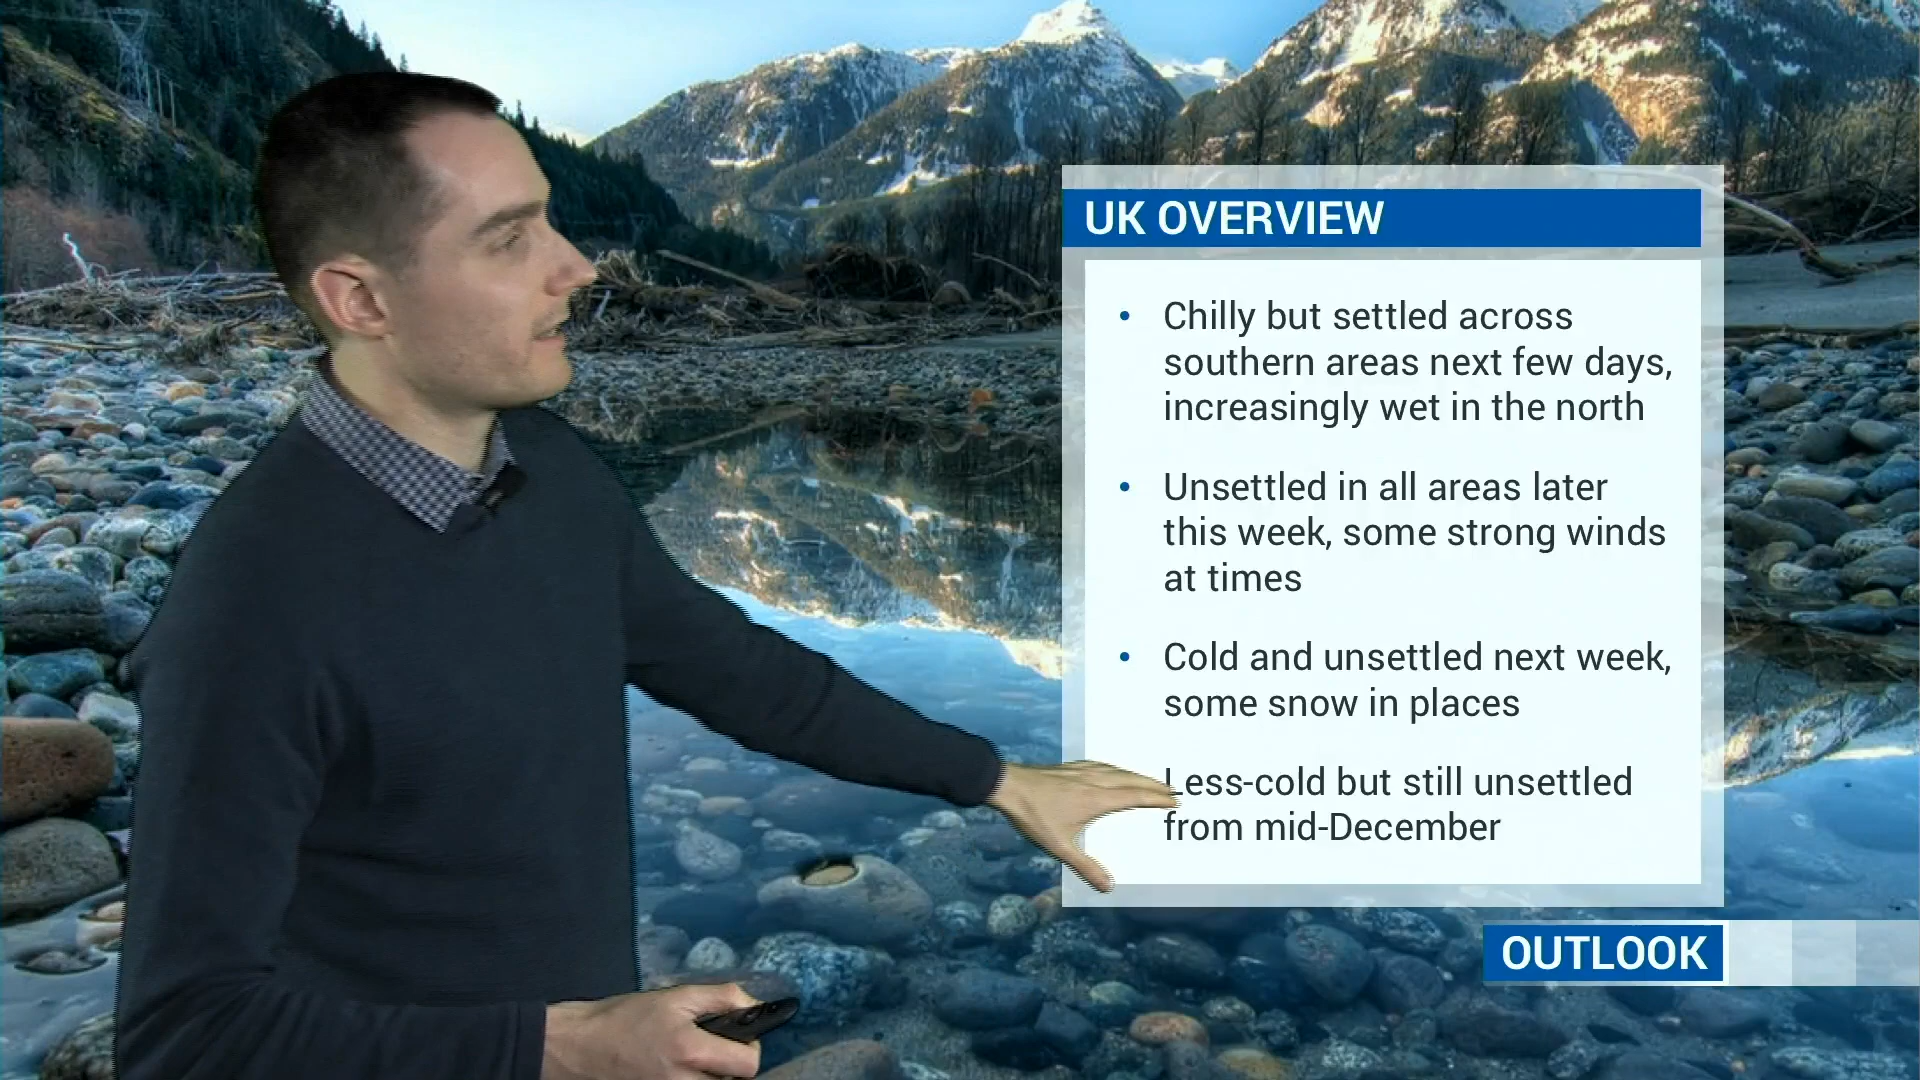 UK OVERVIEW
• Chilly but settled across
southern areas next few days,
increasingly wet in the north
• Unsettled in all areas later
this week, some strong winds
at times
• Cold and unsettled next week,
some snow in places
Less-cold but still unsettled
from mid-December
OUTLOOK